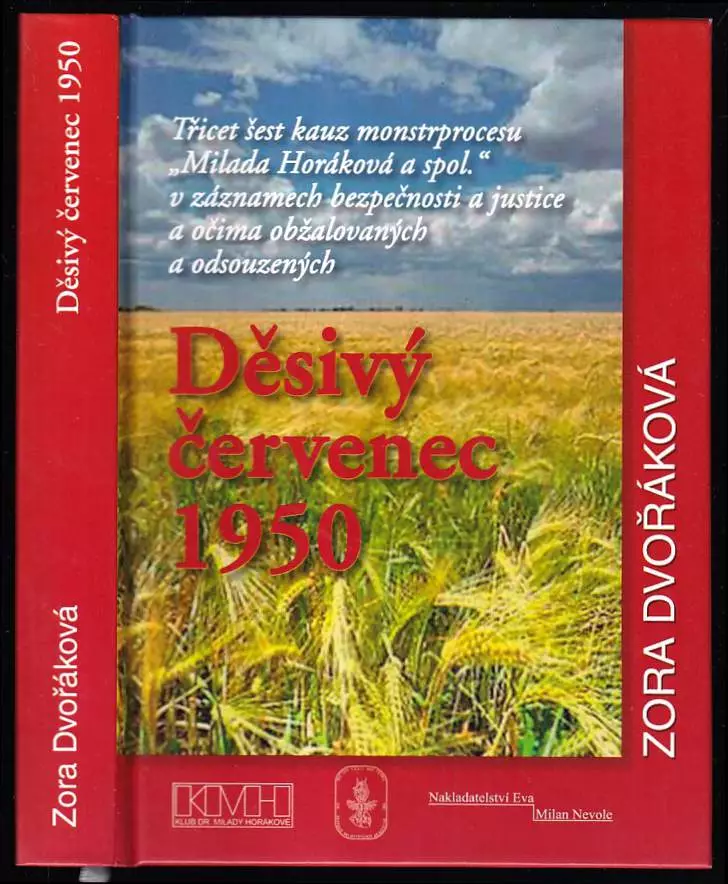 Děsivý červenec 1950
Zora Dvořáková
Třicet šest kauz monstrprocesu
„Milada Horáková a spol.“
v záznamech bezpečnosti a justice
a očima obžalovaných
a odsouzených
Děsivý
červenec
1950
ZORA DVOŘÁKOVÁ
KMH
KLUB DR. MILADY HORÁKOVÉ
Nakladatelství Eva
Milan Nevole